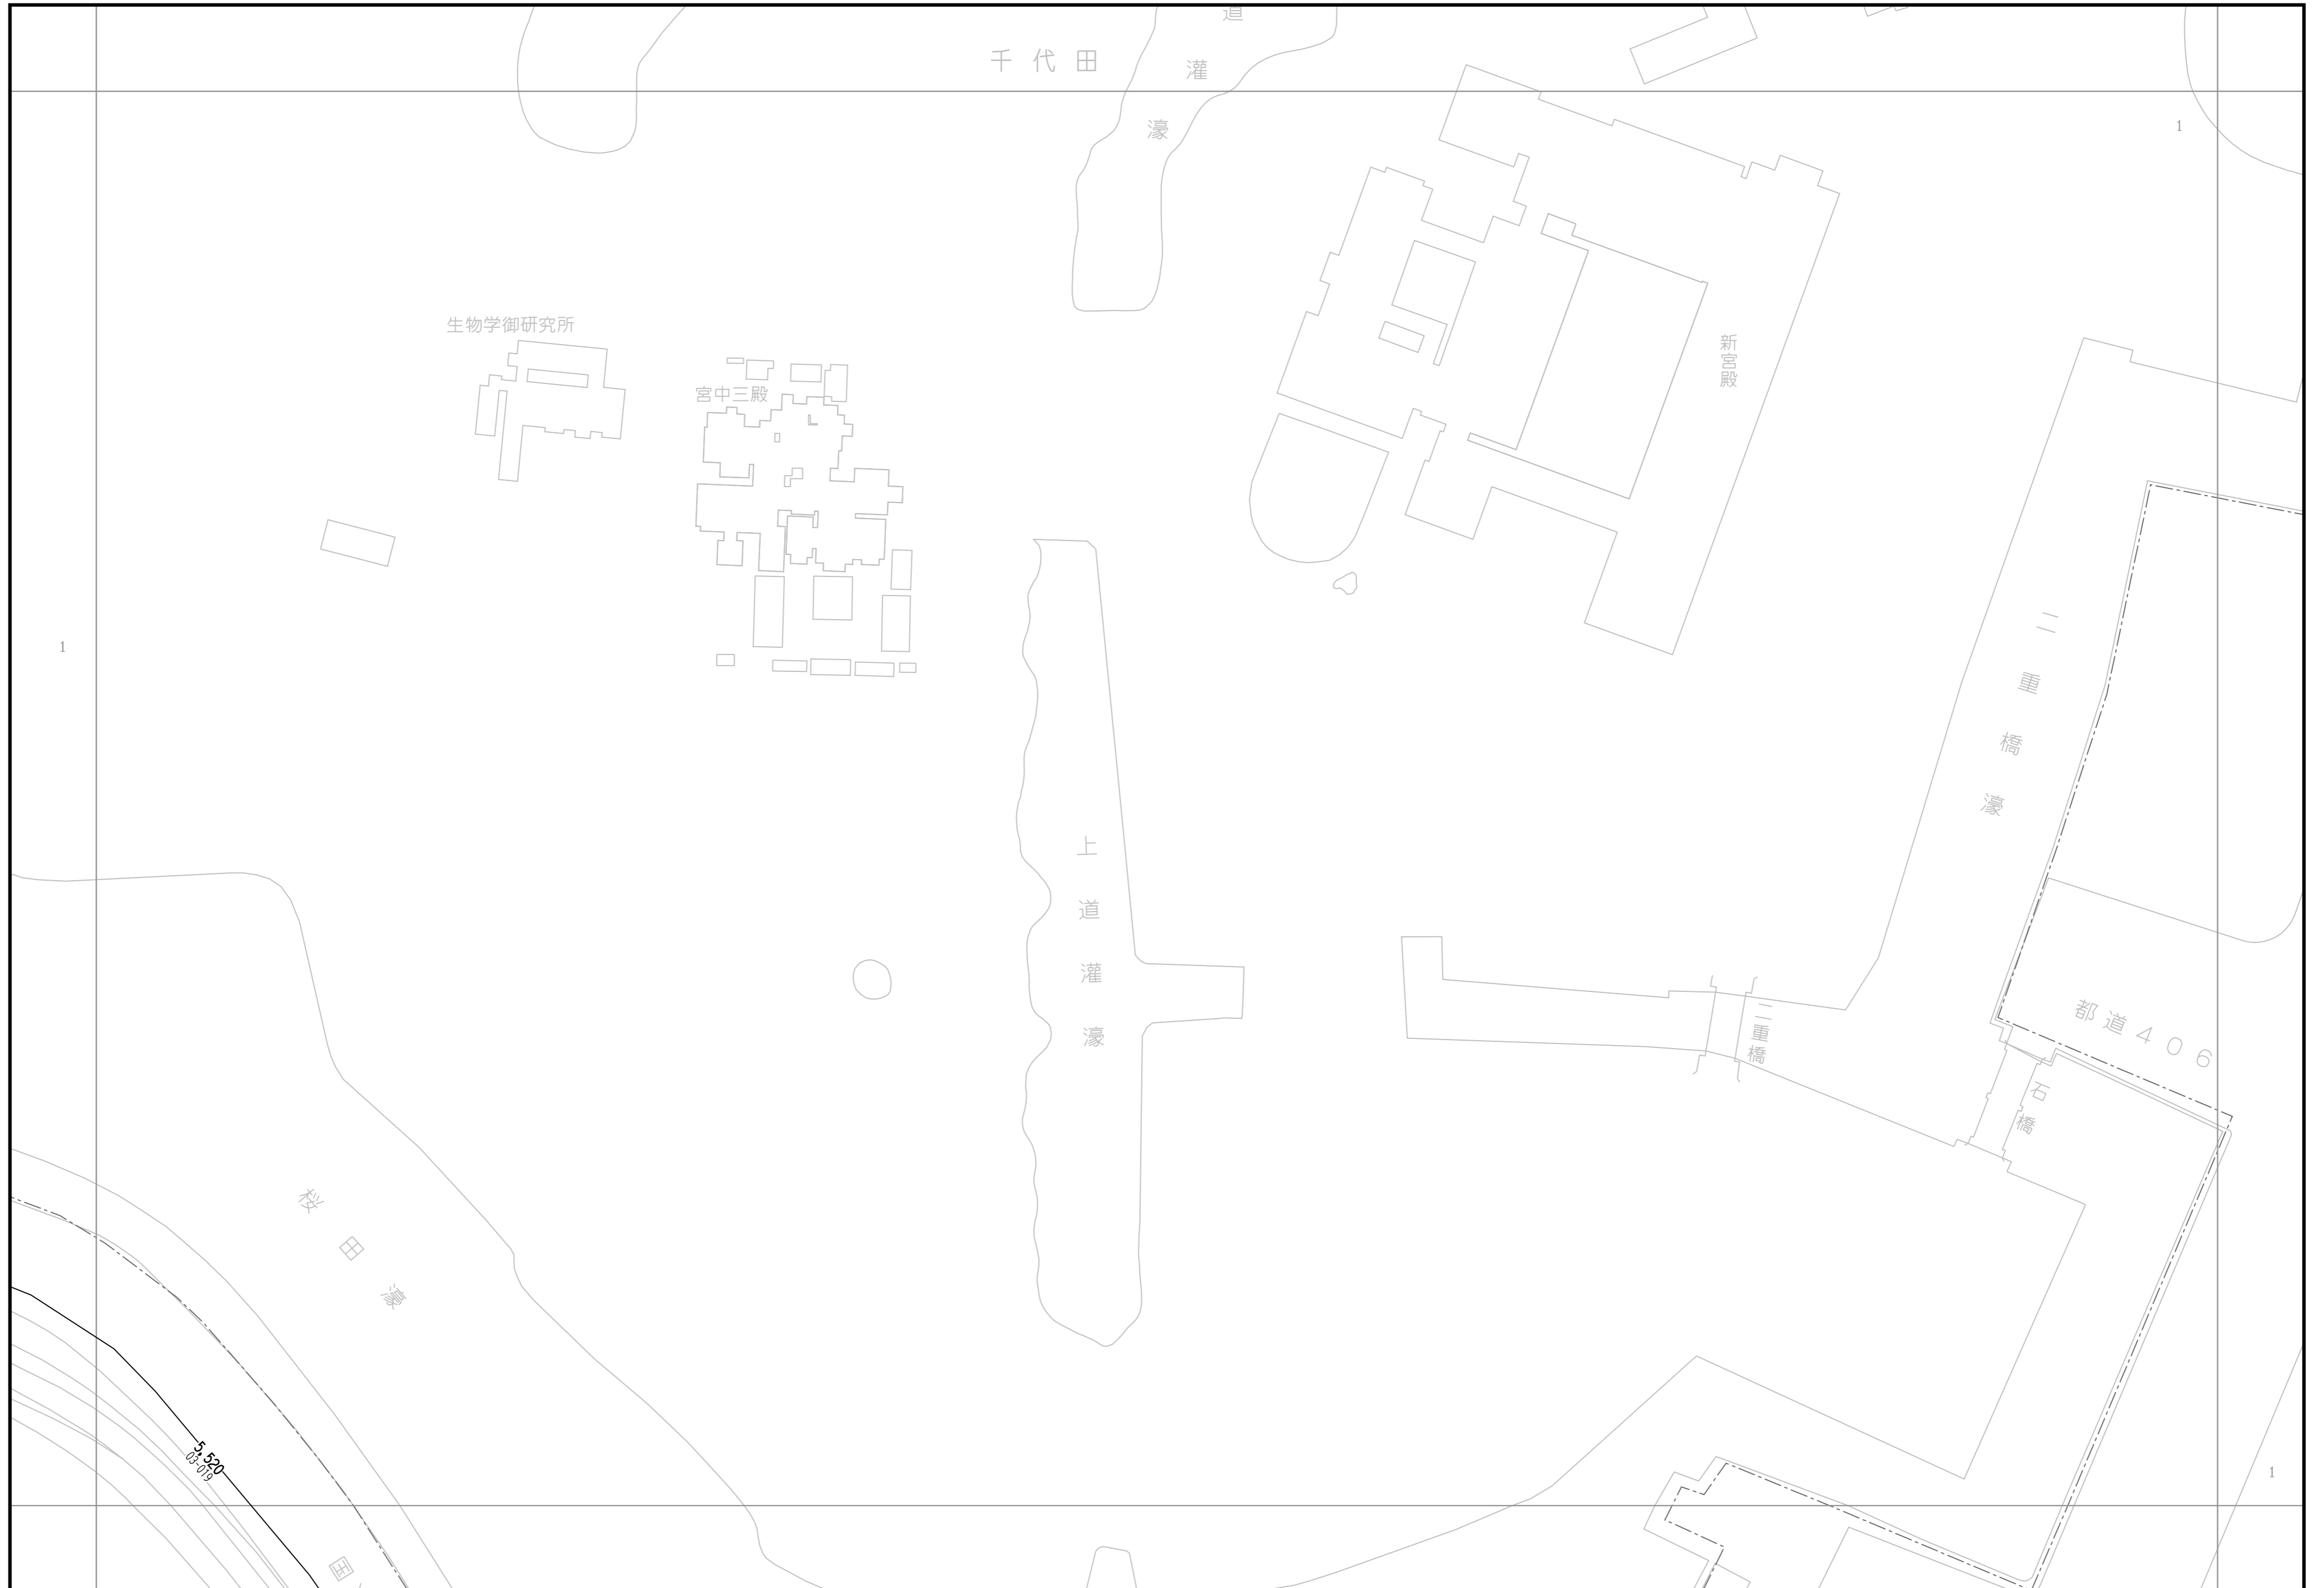 道
千代田
灌
濠
1
生物学御研究所
新宮殿
宮中三殿
二重橋濠
1
上道灌濠
二重橋
都道406
石橋
桜田濠
5,520
03-019
1
国